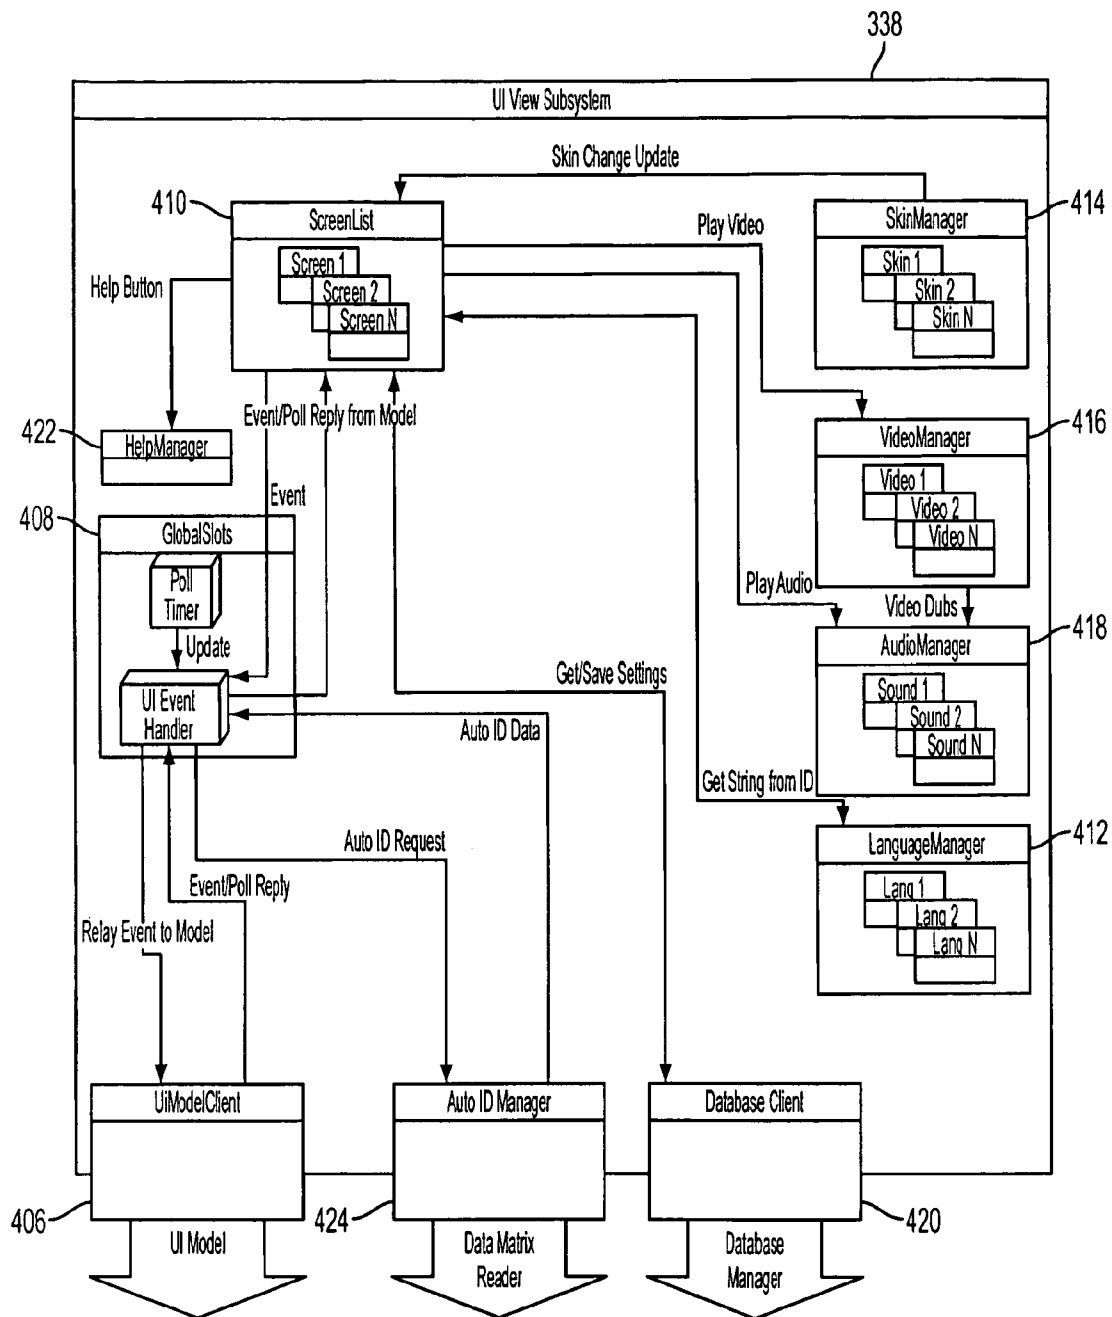 338
UI View Subsystem
Skin Change Update
410
ScreenList
Screen 1
Screen 2
Screen N
Play Video
SkinManager
414
Skin 1
Skin 2
Skin N
Help Button
422
HelpManager
Event/Poll Reply from Model
Event
VideoManager
416
Video 1
Video 2
Video N
408
GlobalSlots
Poll
Timer
Update
UI Event
Handler
Play Audio
Video Dubs
AudioManager
418
Sound 1
Sound 2
Sound N
Get/Save Settings
Auto ID Data
Get String from ID
LanguageManager
412
Lang 1
Lang 2
Lang N
Auto ID Request
Event/Poll Reply
Relay Event to Model
UiModelClient
Auto ID Manager
Database Client
406
424
420
UI Model
Data Matrix
Reader
Database
Manager